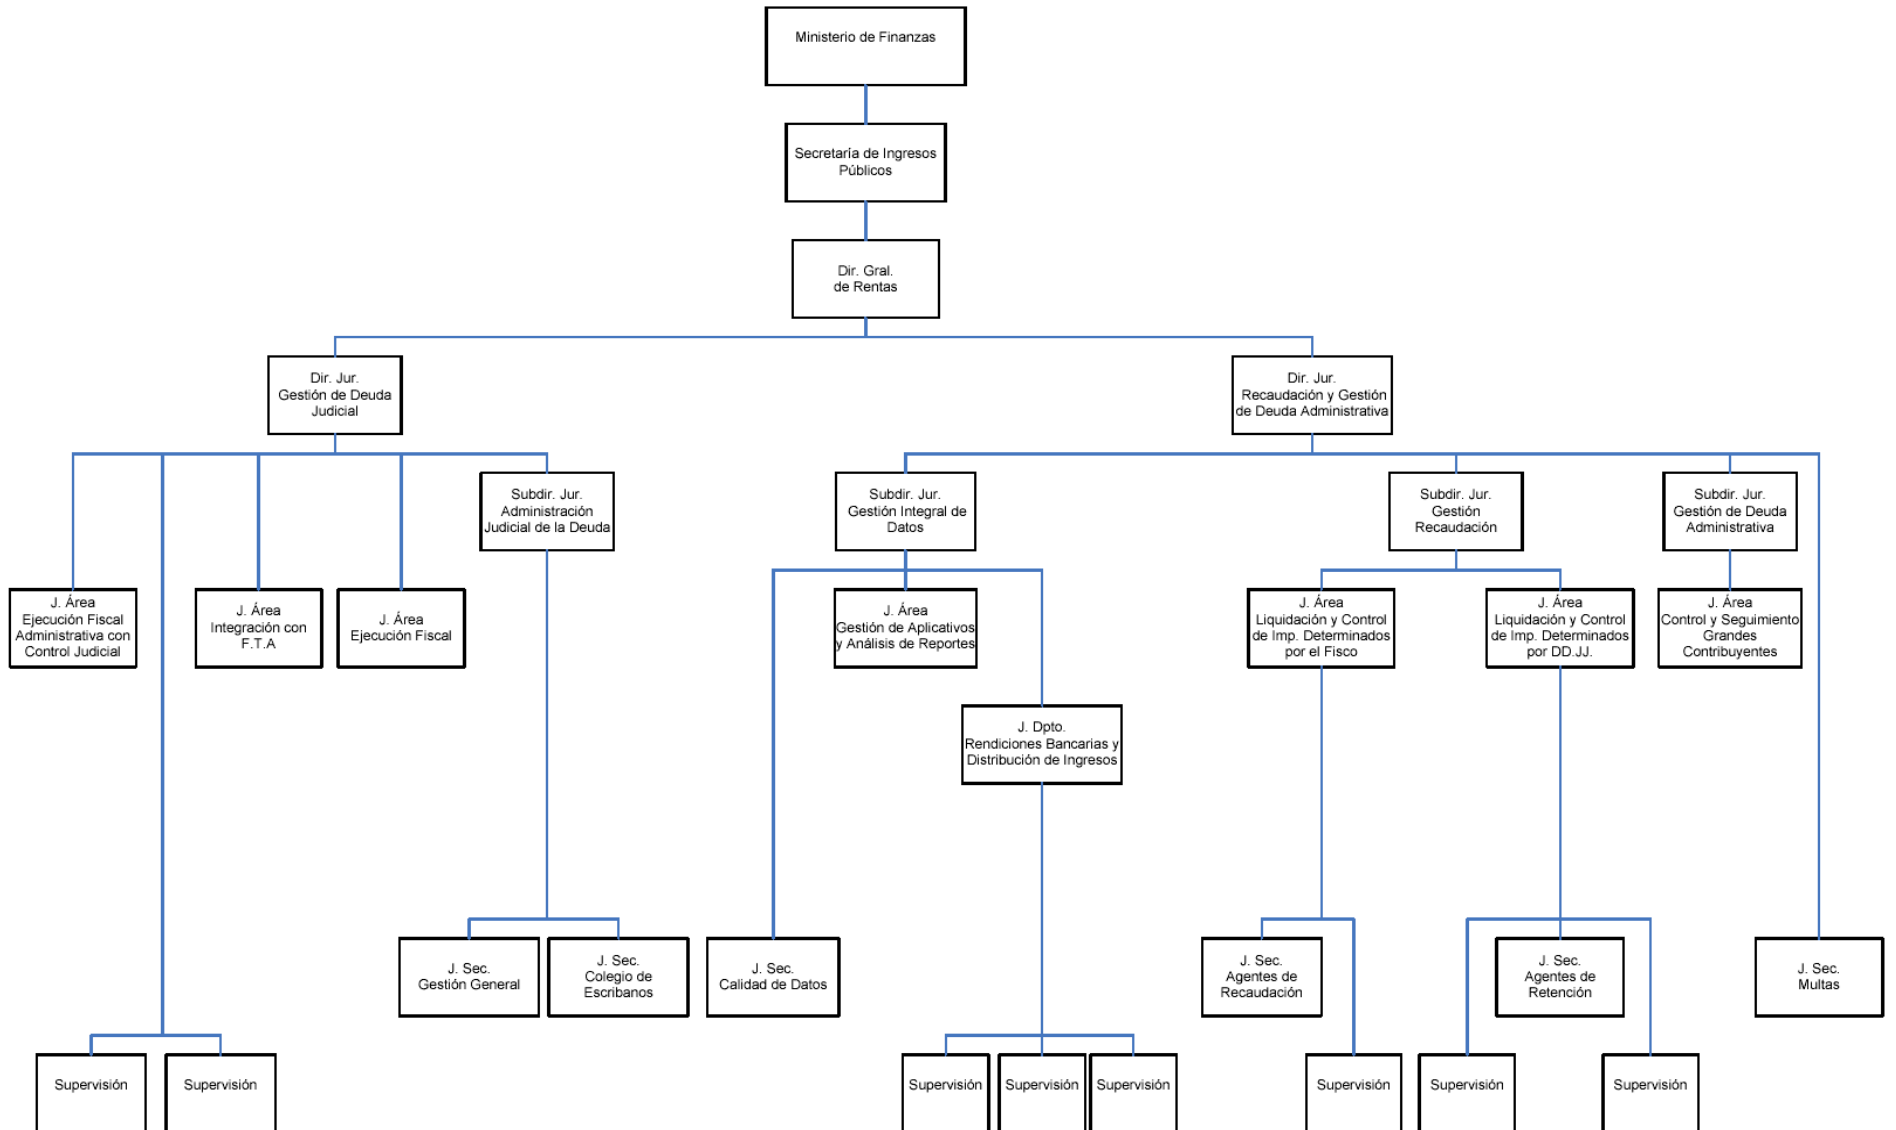 Ministerio de Finanzas
Secretaría de Ingresos
Públicos
Dir. Gral.
de Rentas
Dir. Jur.
Gestión de Deuda
Judicial
Dir. Jur.
Recaudación y Gestión
de Deuda Administrativa
Subdir. Jur.
Administración
Judicial de la Deuda
Subdir. Jur.
Gestión Integral de
Datos
Subdir. Jur.
Gestión
Recaudación
Subdir. Jur.
Gestión de Deuda
Administrativa
J. Área
Ejecución Fiscal
Administrativa con
Control Judicial
J. Área
Integración con
F.T.A
J. Área
Ejecución Fiscal
J. Área
Gestión de Aplicativos
y Análisis de Reportes
J. Área
Liquidación y Control
de Imp. Determinados
por el Fisco
J. Área
Liquidación y Control
de Imp. Determinados
por DD.JJ.
J. Área
Control y Seguimiento
Grandes
Contribuyentes
J. Dpto.
Rendiciones Bancarias y
Distribución de Ingresos
J. Sec.
Gestión General
J. Sec.
Colegio de
Escribanos
J. Sec.
Calidad de Datos
J. Sec.
Agentes de
Recaudación
J. Sec.
Agentes de
Retención
J. Sec.
Multas
Supervisión
Supervisión
Supervisión
Supervisión
Supervisión
Supervisión
Supervisión
Supervisión